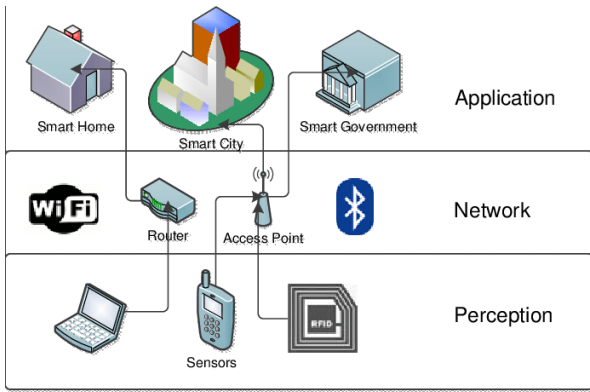 Smart Home
Smart City
Smart Government
Application
WiFi
Router
Access Point
Network
Sensors
RFID
Perception